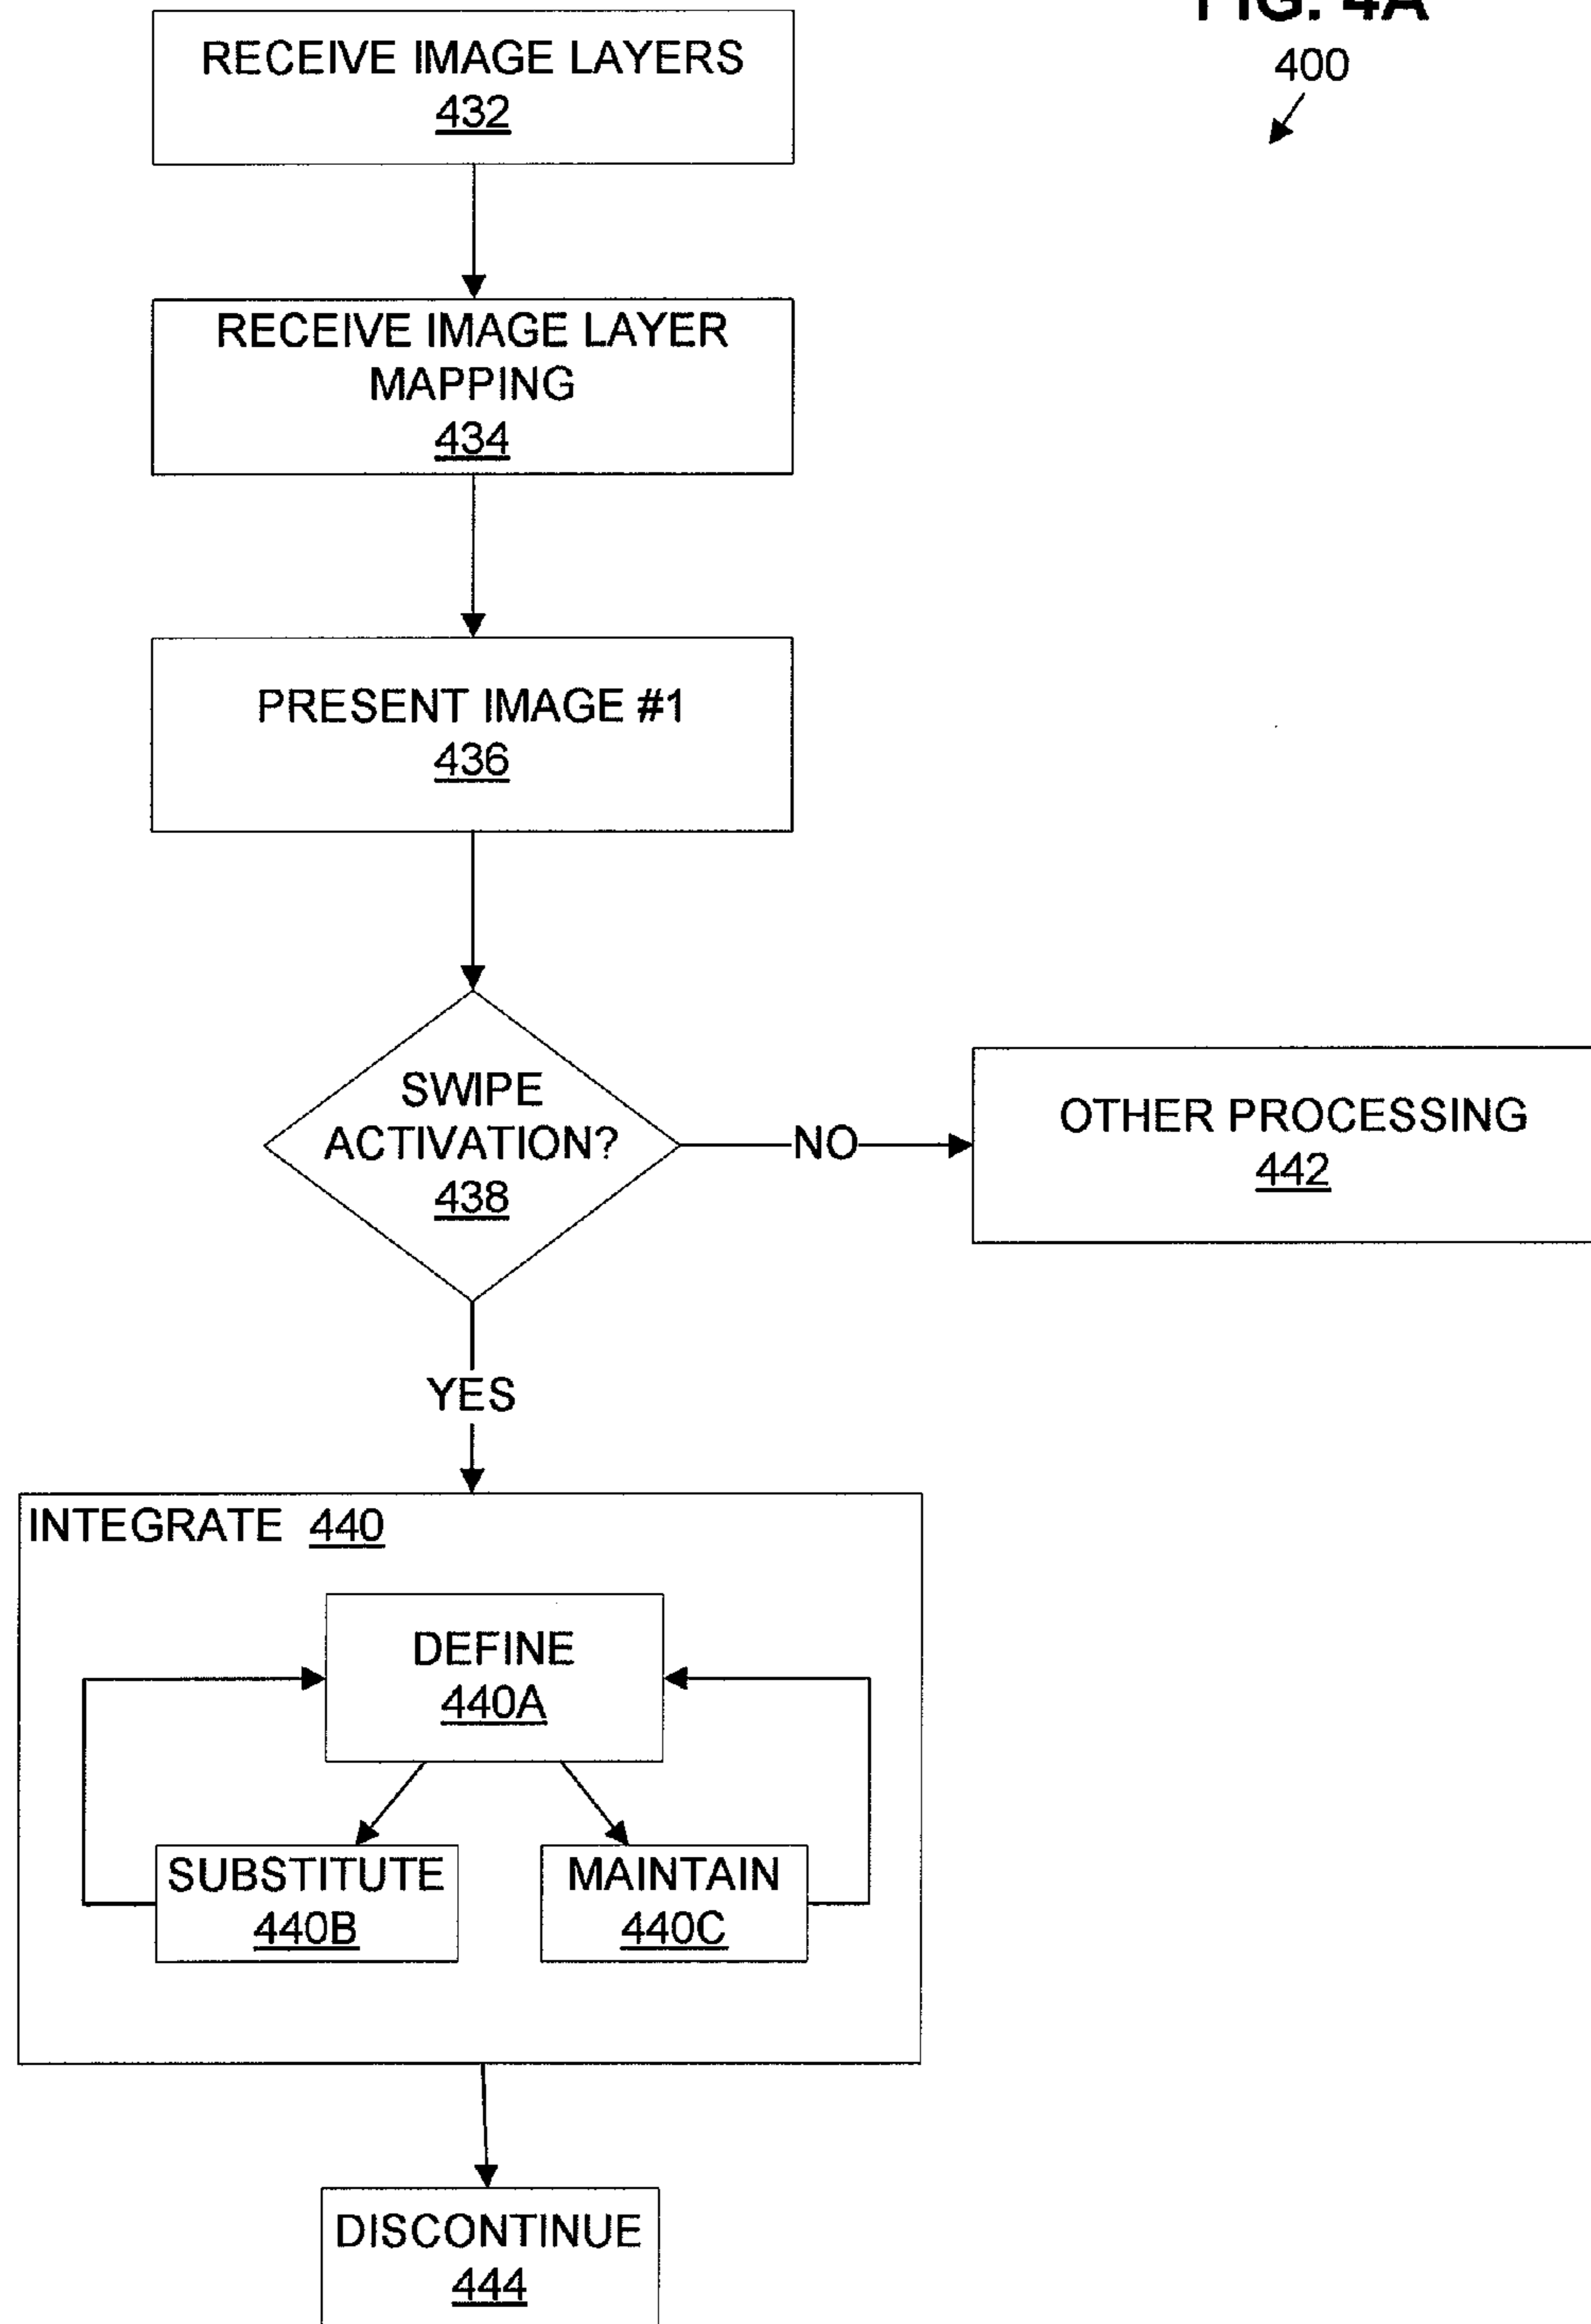 FIG. 4A
400
RECEIVE IMAGE LAYERS
432
RECEIVE IMAGE LAYER
MAPPING
434
PRESENT IMAGE #1
436
SWIPE
ACTIVATION?
438
NO
OTHER PROCESSING
442
YES
INTEGRATE 440
DEFINE
440A
SUBSTITUTE
440B
MAINTAIN
440C
DISCONTINUE
444